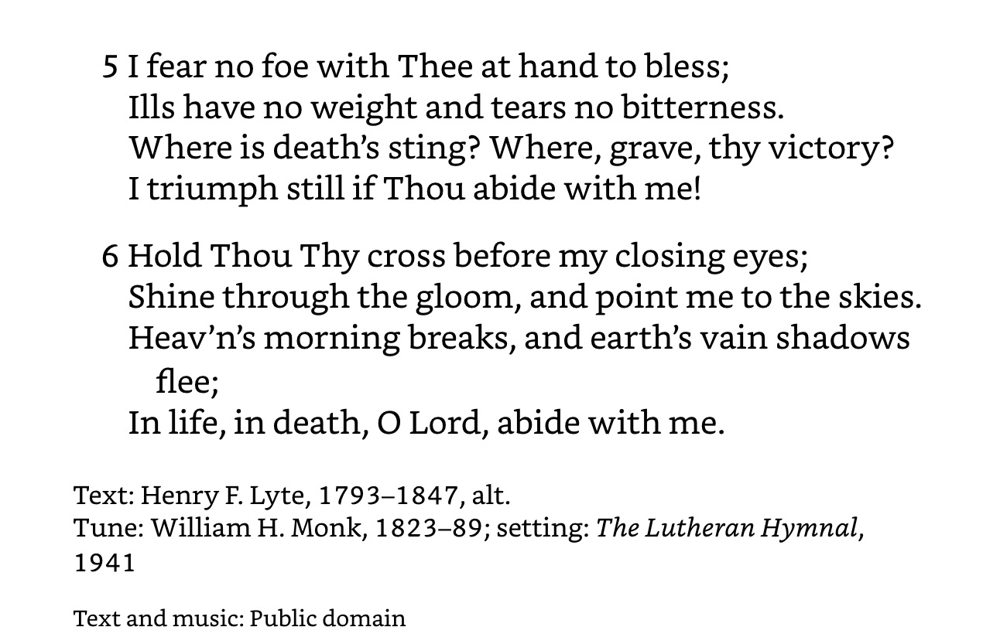 5 I fear no foe with Thee at hand to bless;
Ills have no weight and tears no bitterness.
Where is death’s sting? Where, grave, thy victory?
I triumph still if Thou abide with me!
6 Hold Thou Thy cross before my closing eyes;
Shine through the gloom, and point me to the skies.
Heav’n’s morning breaks, and earth’s vain shadows
flee;
In life, in death, O Lord, abide with me.
Text: Henry F. Lyte, 1793–1847, alt.
Tune: William H. Monk, 1823–89; setting: The Lutheran Hymnal,
1941
Text and music: Public domain